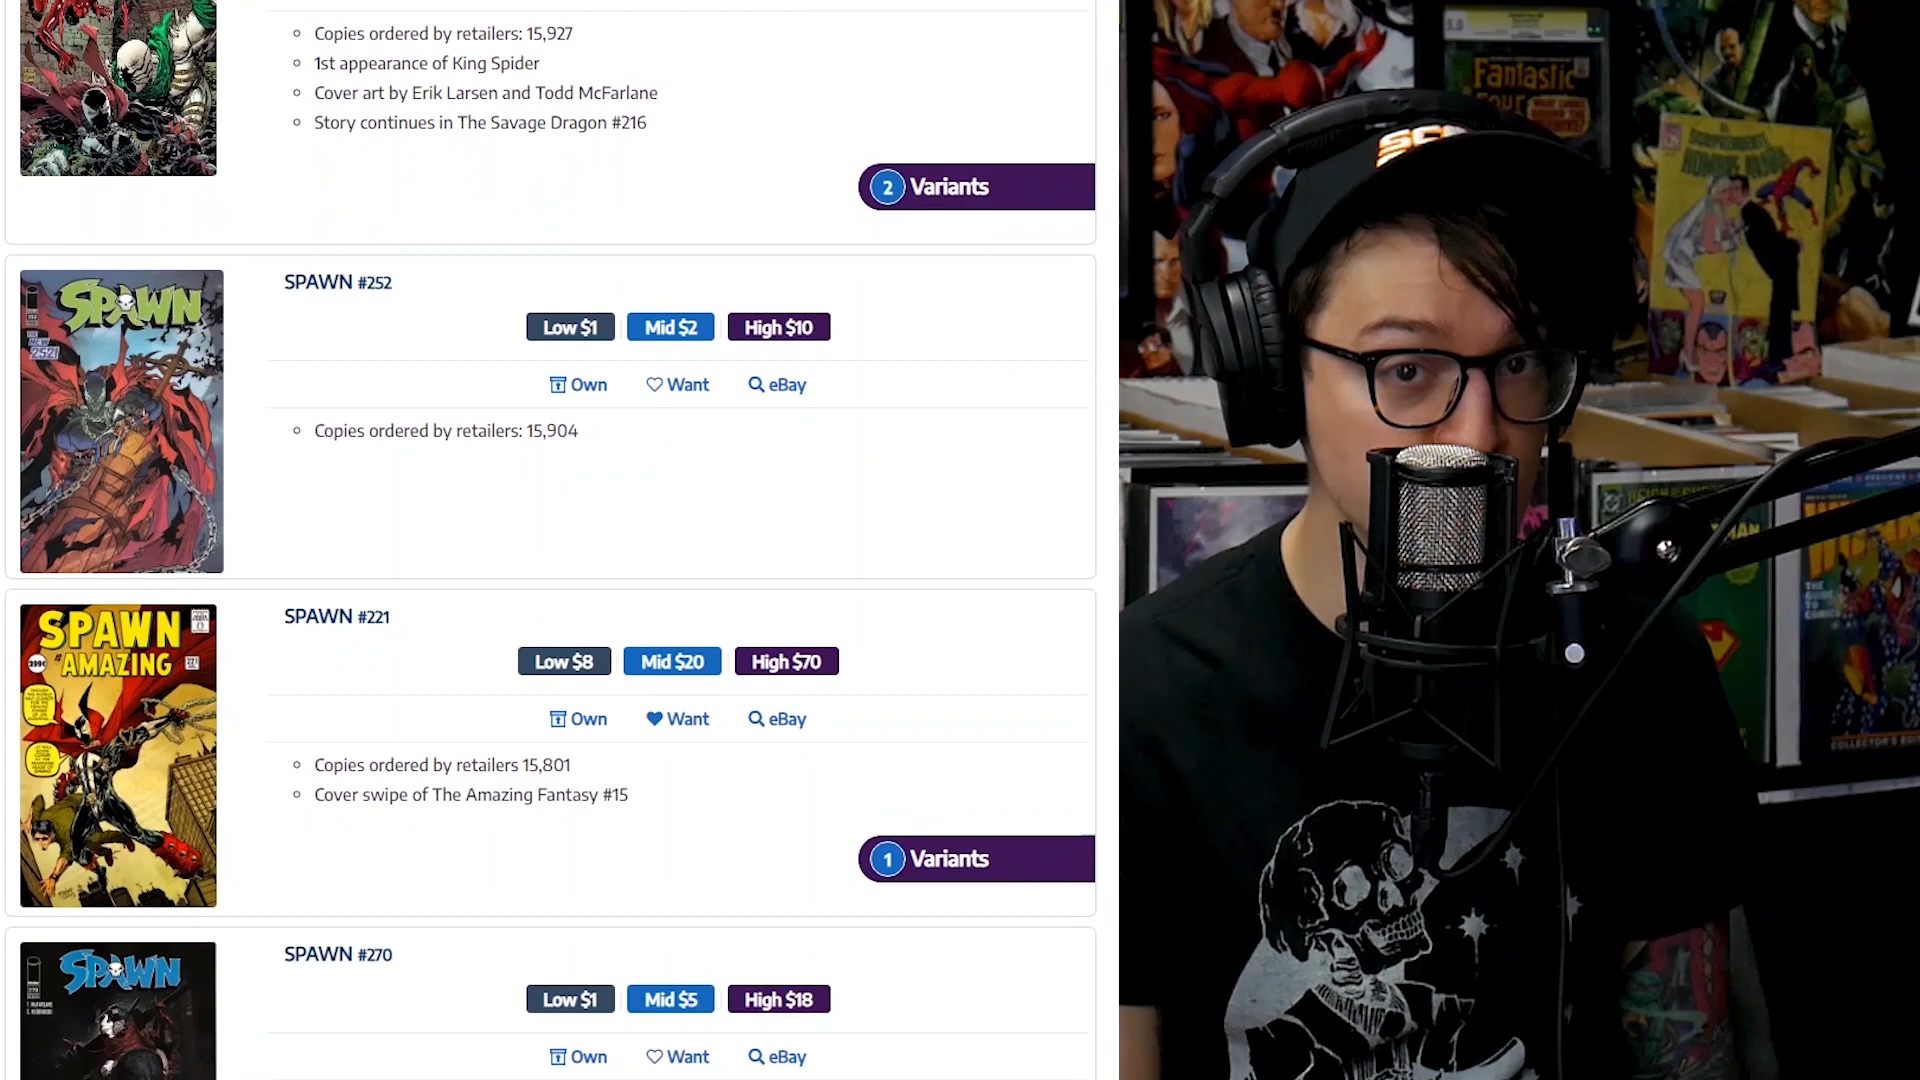 Copies ordered by retailers: 15,927
1st appearance of King Spider
Cover art by Erik Larsen and Todd McFarlane
Story continues in The Savage Dragon #216
2 Variants
SPAWN
252!
SPAWN #252
Low $1 Mid $2 High $10
Own Want eBay
Copies ordered by retailers: 15,904
SPAWN
AMAZING
SPAWN #221
Low $8 Mid $20 High $70
Own Want eBay
Copies ordered by retailers 15,801
Cover swipe of The Amazing Fantasy #15
1 Variants
SPAWN
SPAWN #270
Low $1 Mid $5 High $18
Own Want eBay
Fantastic
Four
HOMBRE